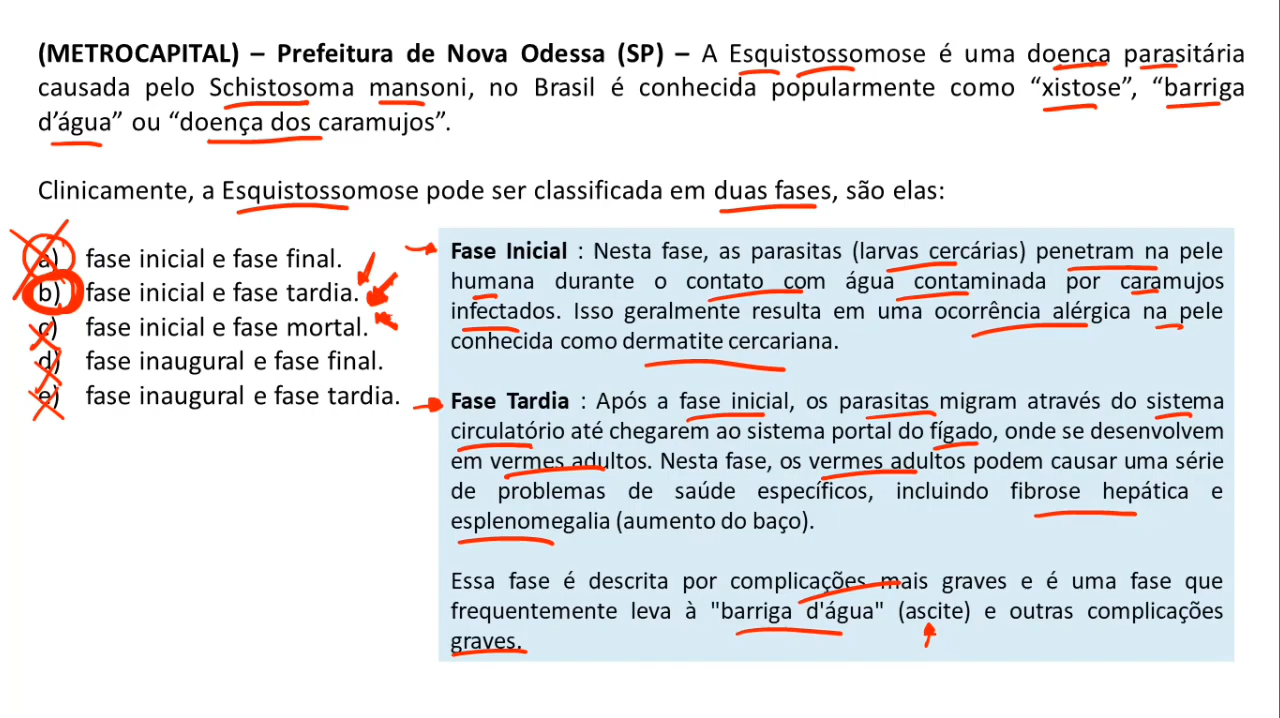 (METROCAPITAL) – Prefeitura de Nova Odessa (SP) – A Esquistossomose é uma doença parasitária
causada pelo Schistosoma mansoni, no Brasil é conhecida popularmente como “xistose”, “barriga
d’água” ou “doença dos caramujos”.
Clinicamente, a Esquistossomose pode ser classificada em duas fases, são elas:
a) fase inicial e fase final.
b) fase inicial e fase tardia.
c) fase inicial e fase mortal.
d) fase inaugural e fase final.
e) fase inaugural e fase tardia.
Fase Inicial : Nesta fase, as parasitas (larvas cercárias) penetram na pele
humana durante o contato com água contaminada por caramujos
infectados. Isso geralmente resulta em uma ocorrência alérgica na pele
conhecida como dermatite cercariana.
Fase Tardia : Após a fase inicial, os parasitas migram através do sistema
circulatório até chegarem ao sistema portal do fígado, onde se desenvolvem
em vermes adultos. Nesta fase, os vermes adultos podem causar uma série
de problemas de saúde específicos, incluindo fibrose hepática e
esplenomegalia (aumento do baço).
Essa fase é descrita por complicações mais graves e é uma fase que
frequentemente leva à "barriga d'água" (ascite) e outras complicações
graves.